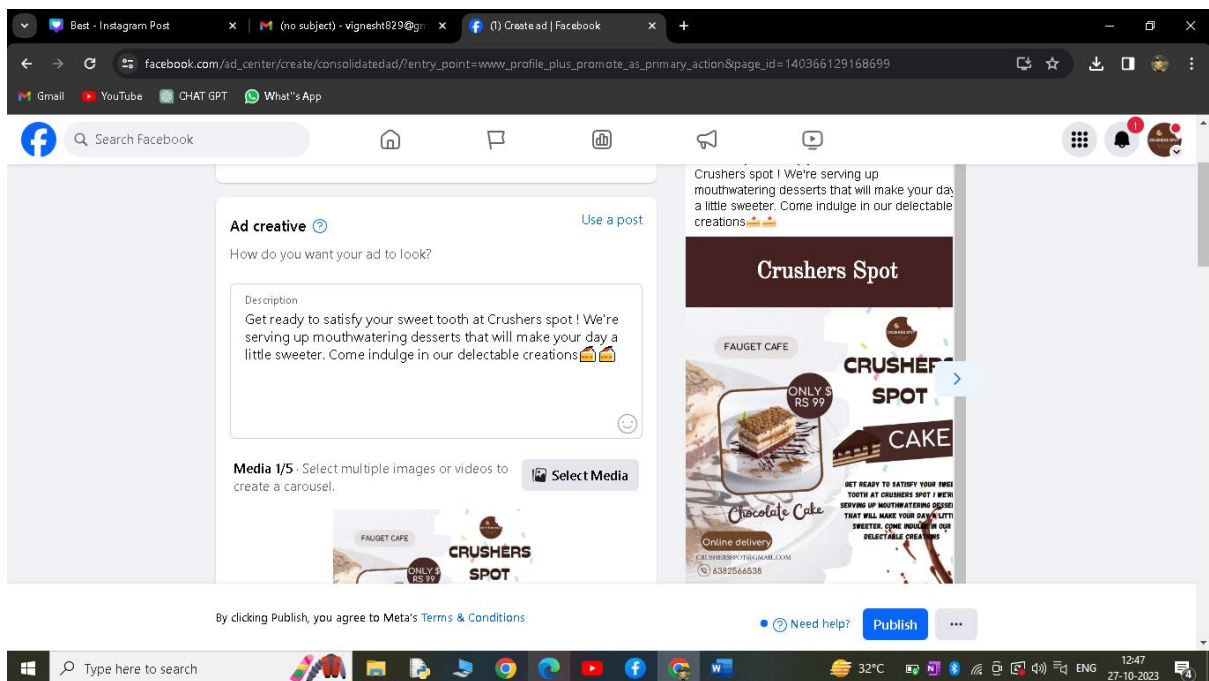 Best - Instagram Post
(no subject) - vignesht829@gm
(1) Create ad | Facebook
facebook.com/ad_center/create/consolidatedad/?entry_point=www_profile_plus_promote_as_primary_action&page_id=140366129168699
Gmail YouTube CHAT GPT What"s App
Search Facebook
1
Ad creative
Use a post
How do you want your ad to look?
Description
Get ready to satisfy your sweet tooth at Crushers spot ! We're
serving up mouthwatering desserts that will make your day a
little sweeter. Come indulge in our delectable creations🍰🍰
Media 1/5 · Select multiple images or videos to
create a carousel.
Select Media
FAUGET CAFE
CRUSHERS
SPOT
ONLY $
RS 99
Crushers spot ! We're serving up
mouthwatering desserts that will make your day
a little sweeter. Come indulge in our delectable
creations🍰🍰
Crushers Spot
FAUGET CAFE
CRUSHERS
SPOT
ONLY $
RS 99
CAKE
GET READY TO SATISFY YOUR SWEE
TOOTH AT CRUSHERS SPOT ! WE'RE
SERVING UP MOUTHWATERING DESSE
THAT WILL MAKE YOUR DAY A LITT
SWEETER. COME INDULGE IN OUR
DELECTABLE CREATIONS
Chocolate Cake
Online delivery
CRUSHERSSPOT@GMAIL.COM
6382566538
By clicking Publish, you agree to Meta's Terms & Conditions
Need help?
Publish
Type here to search
32°C
ENG
12:47
27-10-2023
4